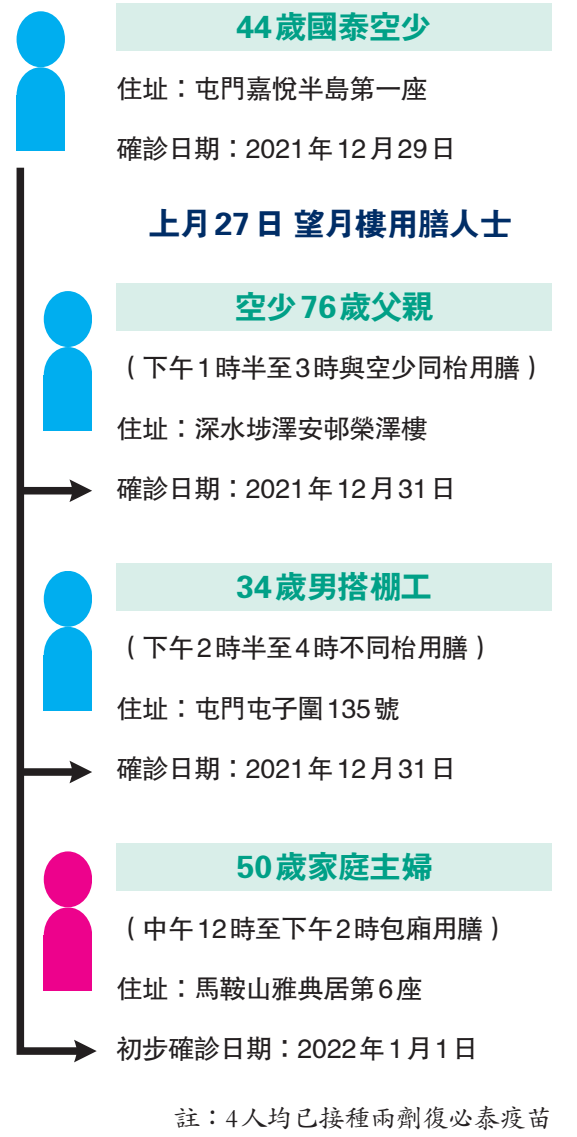 44歲國泰空少
住址：屯門嘉悅半島第一座
確診日期：2021年12月29日
上月27日 望月樓用膳人士
空少76歲父親
（下午1時半至3時與空少同枱用膳）
住址：深水埗澤安邨榮澤樓
確診日期：2021年12月31日
34歲男搭棚工
（下午2時半至4時不同枱用膳）
住址：屯門屯子圍135號
確診日期：2021年12月31日
50歲家庭主婦
（中午12時至下午2時包廂用膳）
住址：馬鞍山雅典居第6座
初步確診日期：2022年1月1日
註：4人均已接種兩劑復必泰疫苗